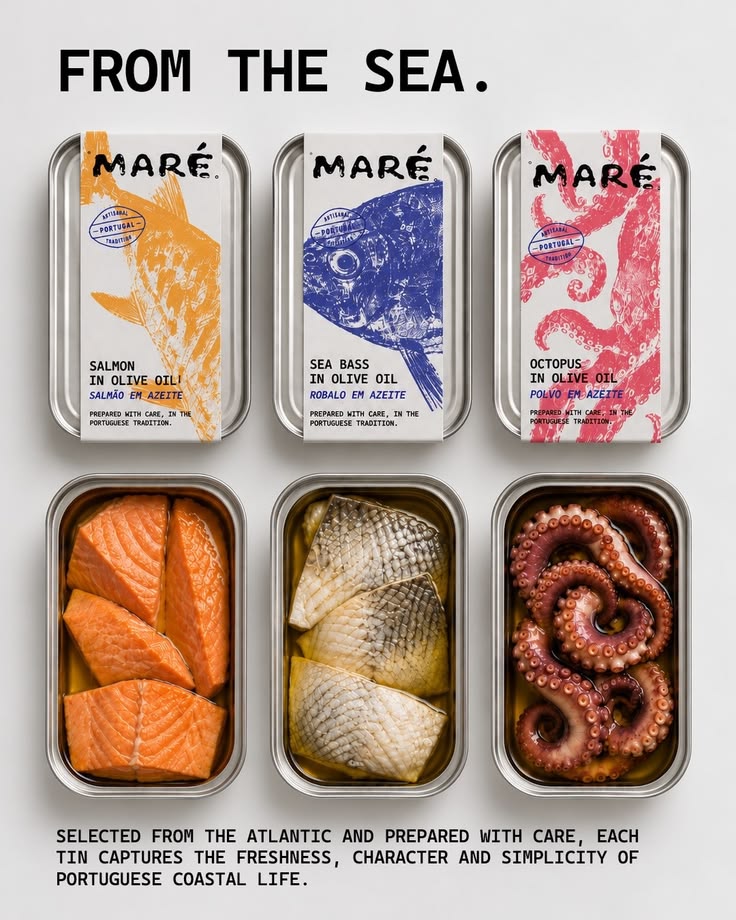 FROM THE SEA.
MARÉ.
ARTISANAL
PORTUGAL
TRADITION
SALMON
IN OLIVE OIL
SALMÃO EM AZEITE
PREPARED WITH CARE, IN THE
PORTUGUESE TRADITION.
MARÉ.
ARTISANAL
PORTUGAL
TRADITION
SEA BASS
IN OLIVE OIL
ROBALO EM AZEITE
PREPARED WITH CARE, IN THE
PORTUGUESE TRADITION.
MARÉ.
ARTISANAL
PORTUGAL
TRADITION
OCTOPUS
IN OLIVE OIL
POLVO EM AZEITE
PREPARED WITH CARE, IN THE
PORTUGUESE TRADITION.
SELECTED FROM THE ATLANTIC AND PREPARED WITH CARE, EACH
TIN CAPTURES THE FRESHNESS, CHARACTER AND SIMPLICITY OF
PORTUGUESE COASTAL LIFE.